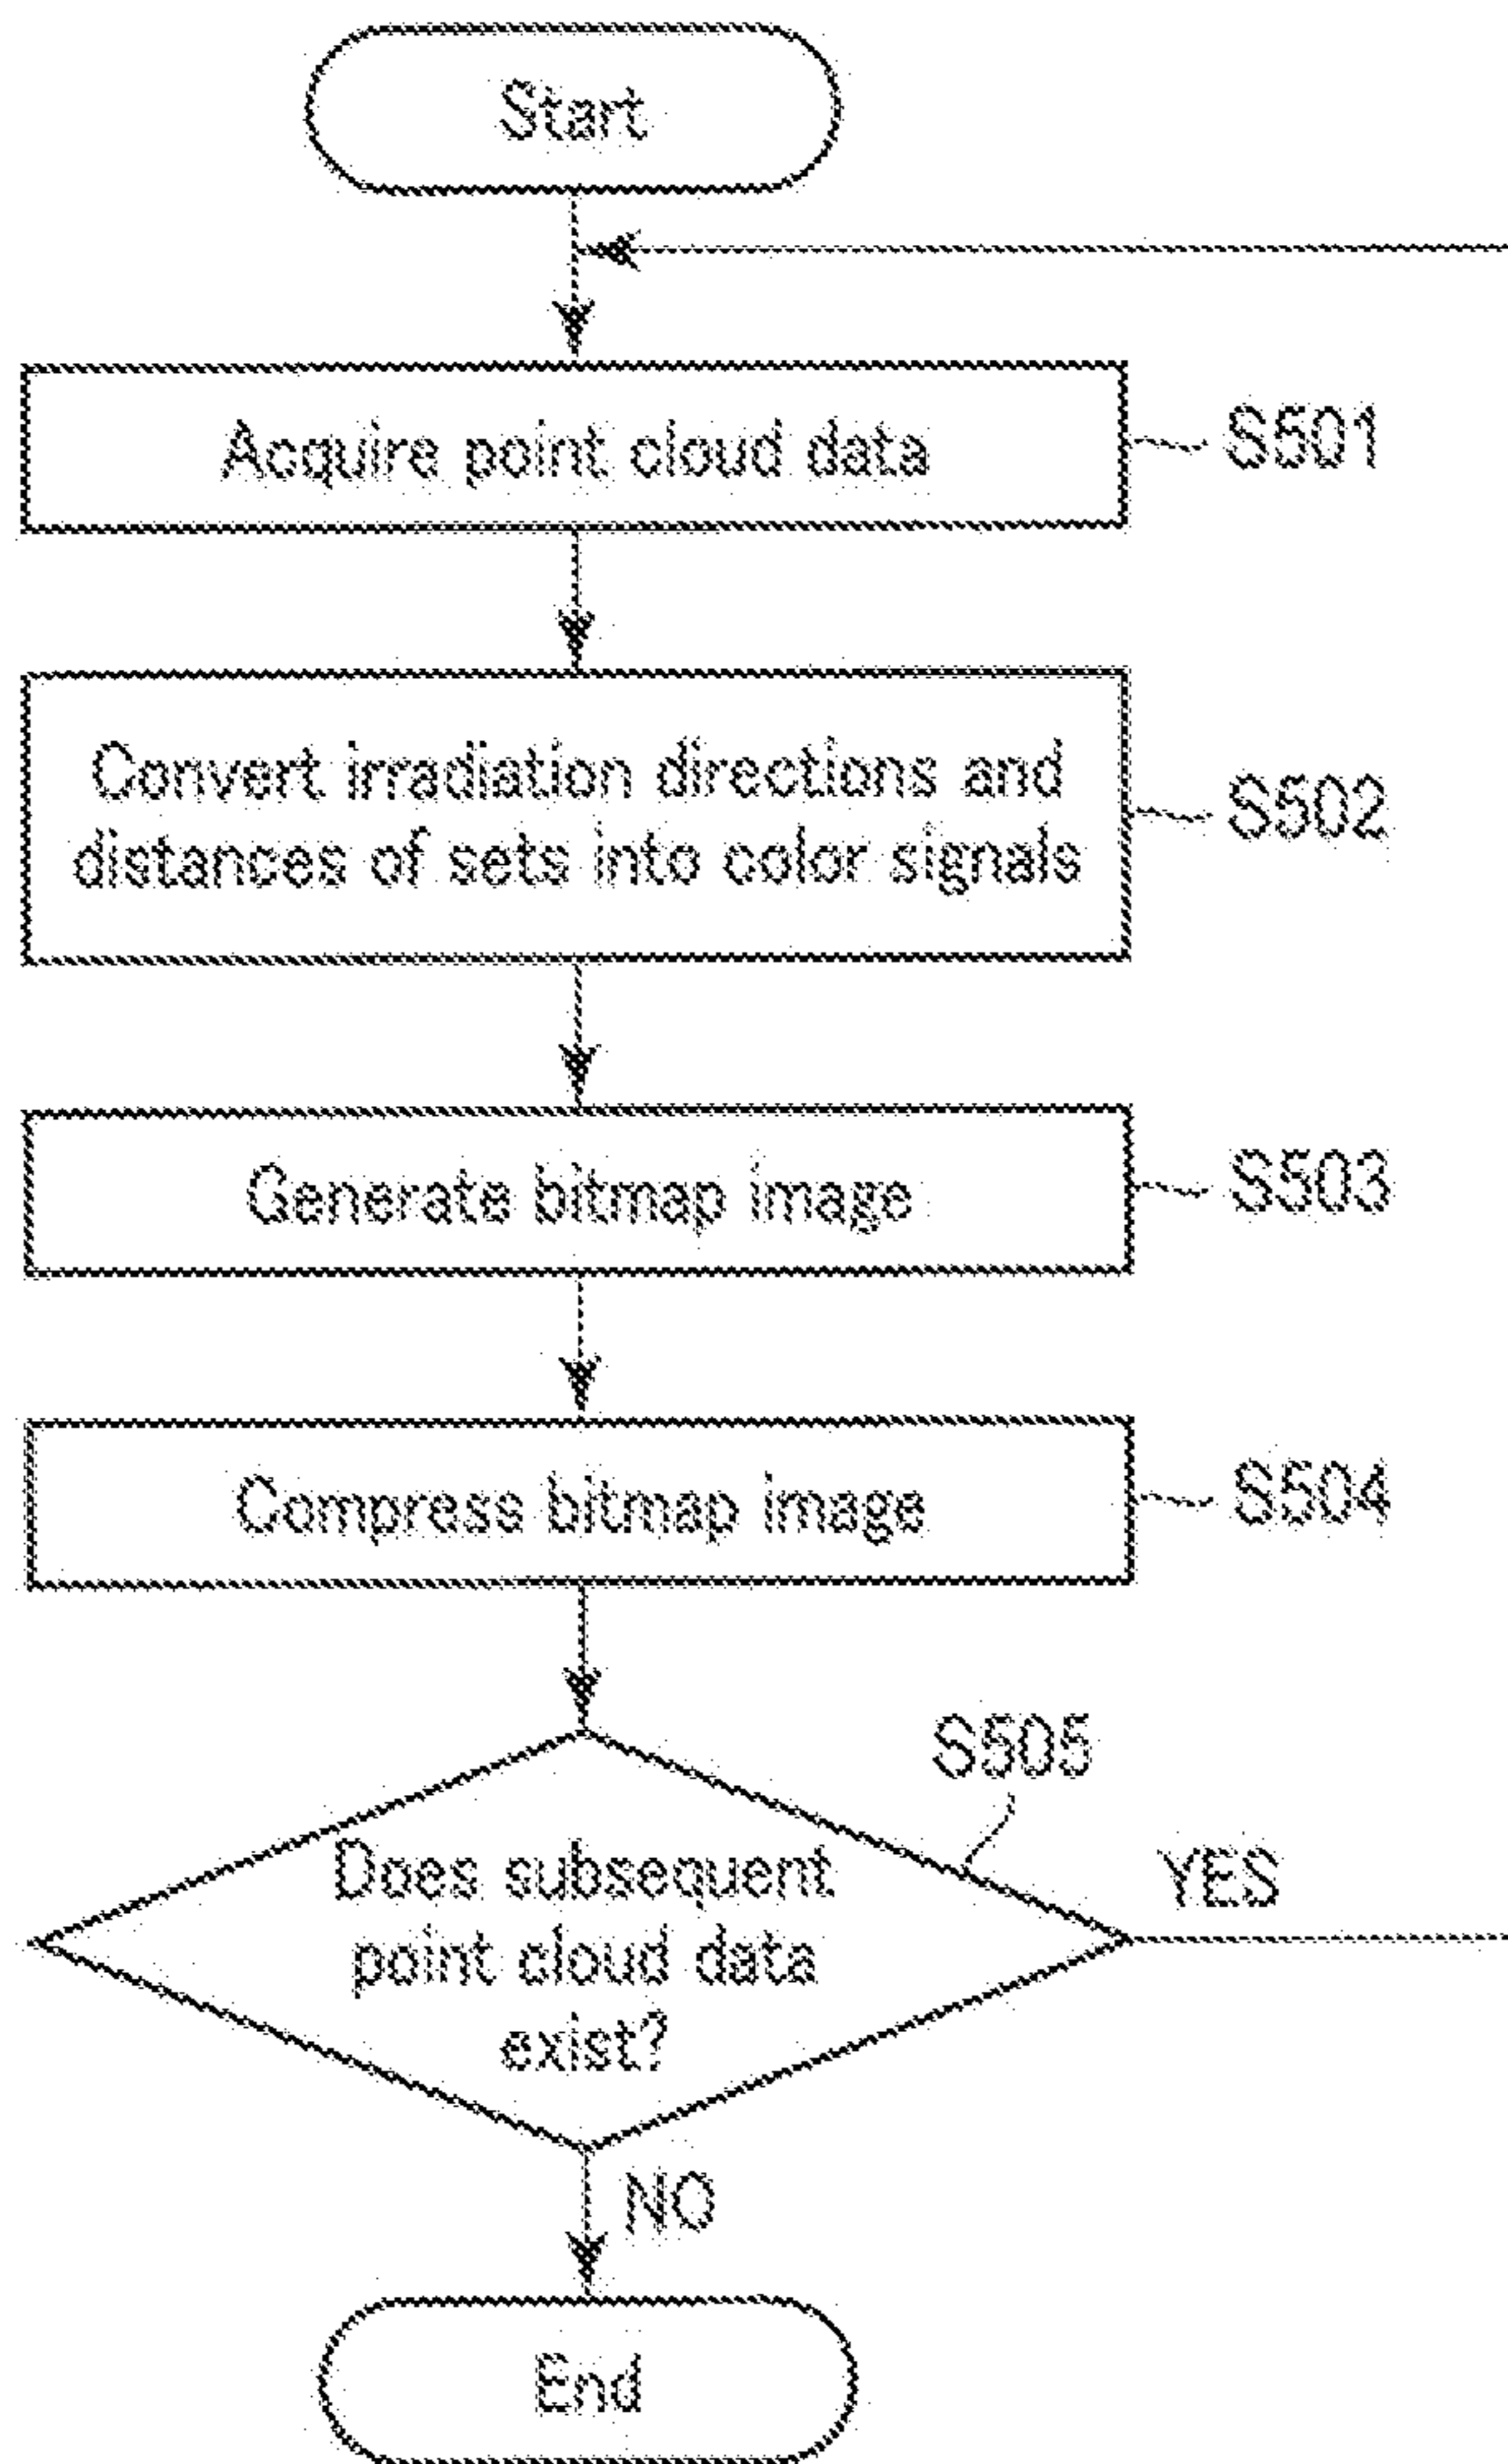 Start
Acquire point cloud data
S501
Convert irradiation directions and
distances of sets into color signals
S502
Generate bitmap image
S503
Compress bitmap image
S504
S505
Does subsequent
point cloud data
exist?
YES
NO
End